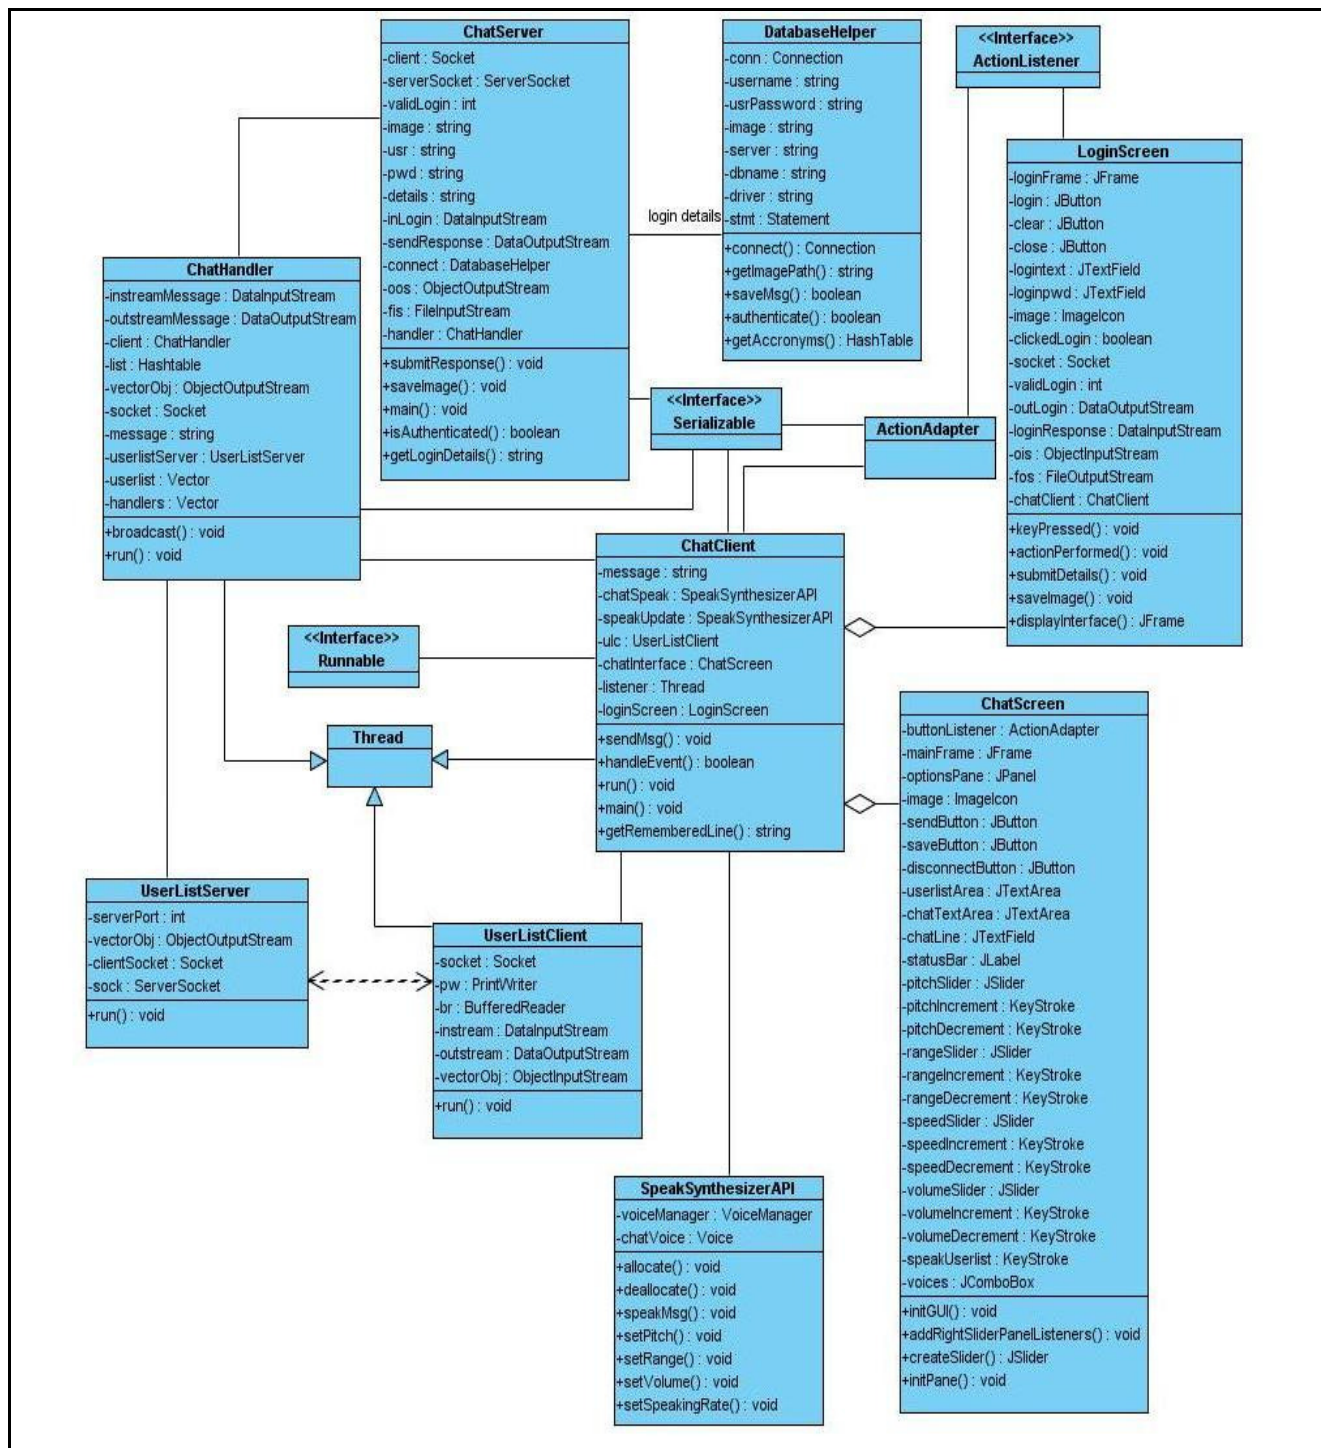 ChatServer
-client : Socket
-serverSocket : ServerSocket
-validLogin : int
-image : string
-usr : string
-pwd : string
-details : string
-inLogin : DataInputStream
-sendResponse : DataOutputStream
-connect : DatabaseHelper
-oos : ObjectOutputStream
-fis : FileInputStream
-handler : ChatHandler
+submitResponse() : void
+saveImage() : void
+main() : void
+isAuthenticated() : boolean
+getLoginDetails() : string
login details
DatabaseHelper
-conn : Connection
-username : string
-usrPassword : string
-image : string
-server : string
-dbname : string
-driver : string
-stmt : Statement
+connect() : Connection
+getImagePath() : string
+saveMsg() : boolean
+authenticate() : boolean
+getAccronyms() : HashTable
<<Interface>>
ActionListener
LoginScreen
-loginFrame : JFrame
-login : JButton
-clear : JButton
-close : JButton
-logintext : JTextField
-loginpwd : JTextField
-image : ImageIcon
-clickedLogin : boolean
-socket : Socket
-validLogin : int
-outLogin : DataOutputStream
-loginResponse : DataInputStream
-ois : ObjectInputStream
-fos : FileOutputStream
-chatClient : ChatClient
+keyPressed() : void
+actionPerformed() : void
+submitDetails() : void
+saveImage() : void
+displayInterface() : JFrame
ChatHandler
-instreamMessage : DataInputStream
-outstreamMessage : DataOutputStream
-client : ChatHandler
-list : Hashtable
-vectorObj : ObjectOutputStream
-socket : Socket
-message : string
-userlistServer : UserListServer
-userlist : Vector
-handlers : Vector
+broadcast() : void
+run() : void
<<Interface>>
Serializable
ActionAdapter
ChatClient
-message : string
-chatSpeak : SpeakSynthesizerAPI
-speakUpdate : SpeakSynthesizerAPI
-ulc : UserListClient
-chatInterface : ChatScreen
-listener : Thread
-loginScreen : LoginScreen
+sendMsg() : void
+handleEvent() : boolean
+run() : void
+main() : void
+getRememberedLine() : string
<<Interface>>
Runnable
Thread
ChatScreen
-buttonListener : ActionAdapter
-mainFrame : JFrame
-optionsPane : JPanel
-image : ImageIcon
-sendButton : JButton
-saveButton : JButton
-disconnectButton : JButton
-userlistArea : JTextArea
-chatTextArea : JTextArea
-chatLine : JTextField
-statusBar : JLabel
-pitchSlider : JSlider
-pitchIncrement : KeyStroke
-pitchDecrement : KeyStroke
-rangeSlider : JSlider
-rangeIncrement : KeyStroke
-rangeDecrement : KeyStroke
-speedSlider : JSlider
-speedIncrement : KeyStroke
-speedDecrement : KeyStroke
-volumeSlider : JSlider
-volumeIncrement : KeyStroke
-volumeDecrement : KeyStroke
-speakUserlist : KeyStroke
-voices : JComboBox
+initGUI() : void
+addRightSliderPanelListeners() : void
+createSlider() : JSlider
+initPane() : void
UserListServer
-serverPort : int
-vectorObj : ObjectOutputStream
-clientSocket : Socket
-sock : ServerSocket
+run() : void
UserListClient
-socket : Socket
-pw : PrintWriter
-br : BufferedReader
-instream : DataInputStream
-outstream : DataOutputStream
-vectorObj : ObjectInputStream
+run() : void
SpeakSynthesizerAPI
-voiceManager : VoiceManager
-chatVoice : Voice
+allocate() : void
+deallocate() : void
+speakMsg() : void
+setPitch() : void
+setRange() : void
+setVolume() : void
+setSpeakingRate() : void